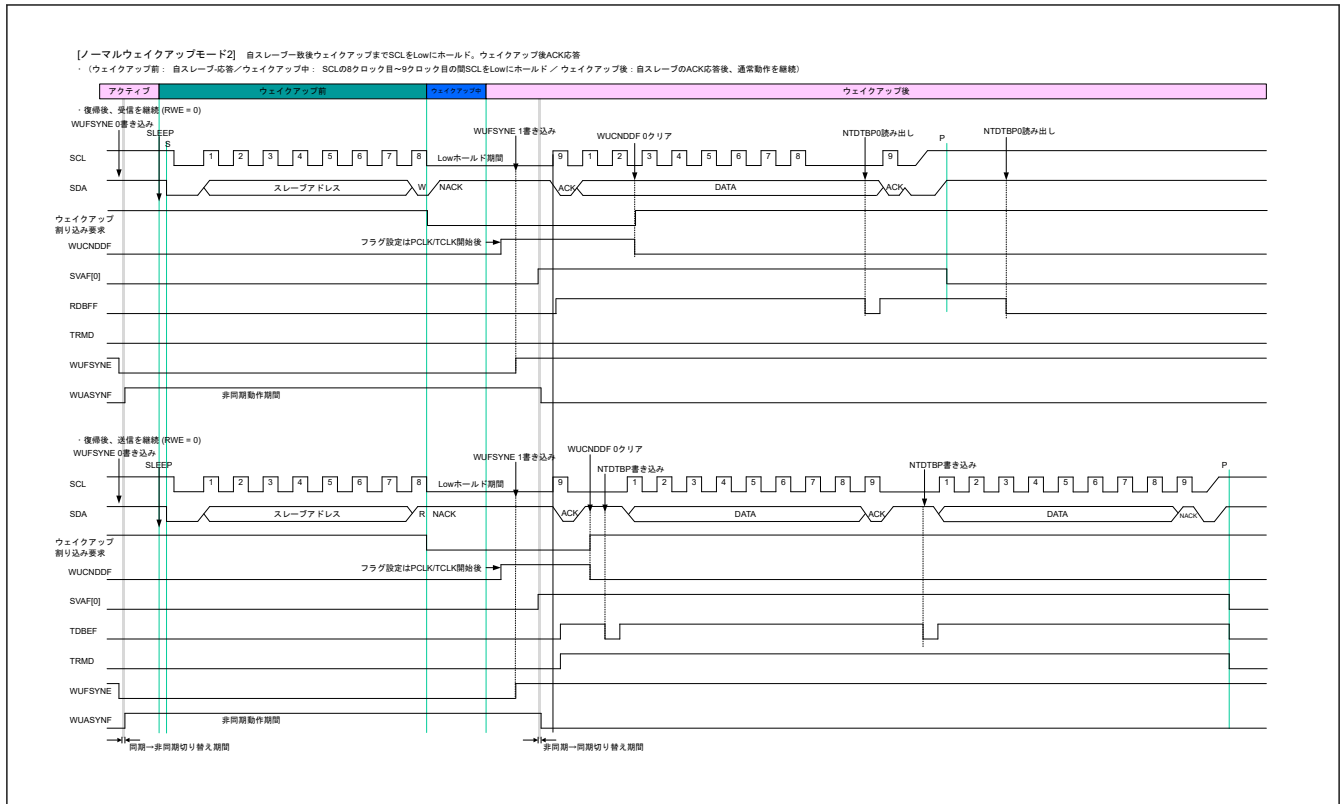 [ノーマルウェイクアップモード2] 自スレーブ一致後ウェイクアップまでSCLをLowにホールド。ウェイクアップ後ACK応答
・（ウェイクアップ前： 自スレーブ-応答／ウェイクアップ中： SCLの8クロック目～9クロック目の間SCLをLowにホールド ／ ウェイクアップ後：自スレーブのACK応答後、通常動作を継続）
アクティブ ウェイクアップ前 ウェイクアップ中 ウェイクアップ後
・復帰後、受信を継続 (RWE = 0)
WUFSYNE 0書き込み
SLEEP
S
WUFSYNE 1書き込み
WUCNDDF 0クリア
NTDTBP0読み出し
P
NTDTBP0読み出し
SCL 1 2 3 4 5 6 7 8 Lowホールド期間 9 1 2 3 4 5 6 7 8 9
SDA スレーブアドレス W NACK ACK DATA ACK
ウェイクアップ
割り込み要求
WUCNDDF フラグ設定はPCLK/TCLK開始後
SVAF[0]
RDBFF
TRMD
WUFSYNE
WUASYNF 非同期動作期間
・復帰後、送信を継続 (RWE = 0)
WUFSYNE 0書き込み
SLEEP
WUFSYNE 1書き込み
WUCNDDF 0クリア
NTDTBP書き込み
NTDTBP書き込み
P
SCL 1 2 3 4 5 6 7 8 Lowホールド期間 9 1 2 3 4 5 6 7 8 9 1 2 3 4 5 6 7 8 9
SDA スレーブアドレス R NACK ACK DATA ACK DATA NACK
ウェイクアップ
割り込み要求
WUCNDDF フラグ設定はPCLK/TCLK開始後
SVAF[0]
TDBEF
TRMD
WUFSYNE
WUASYNF 非同期動作期間
同期→非同期切り替え期間 非同期→同期切り替え期間